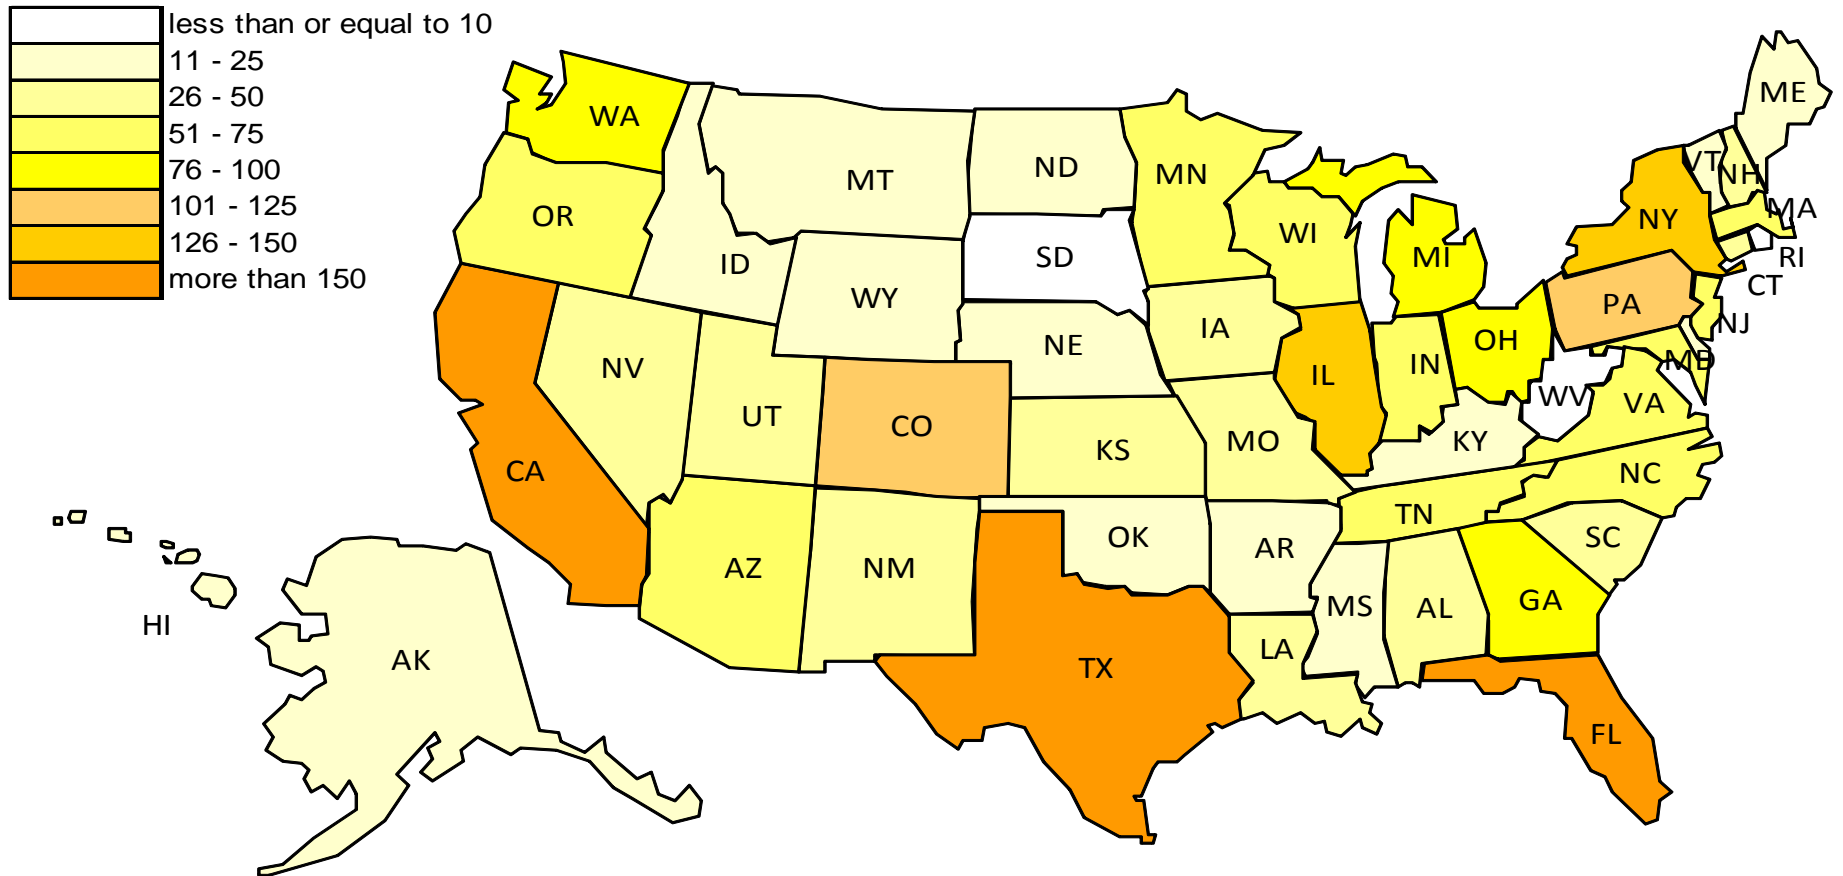 less than or equal to 10
11 - 25
26 - 50
51 - 75
76 - 100
101 - 125
126 - 150
more than 150
ME
WA
VT
NH
ND
MN
MT
MA
OR
NY
WI
RI
SD
MI
ID
CT
WY
PA
NJ
IA
OH
NE
MD
NV
IN
IL
WV
VA
UT
CO
KY
MO
KS
CA
NC
TN
OK
SC
AR
AZ
NM
GA
MS
AL
HI
LA
AK
TX
FL